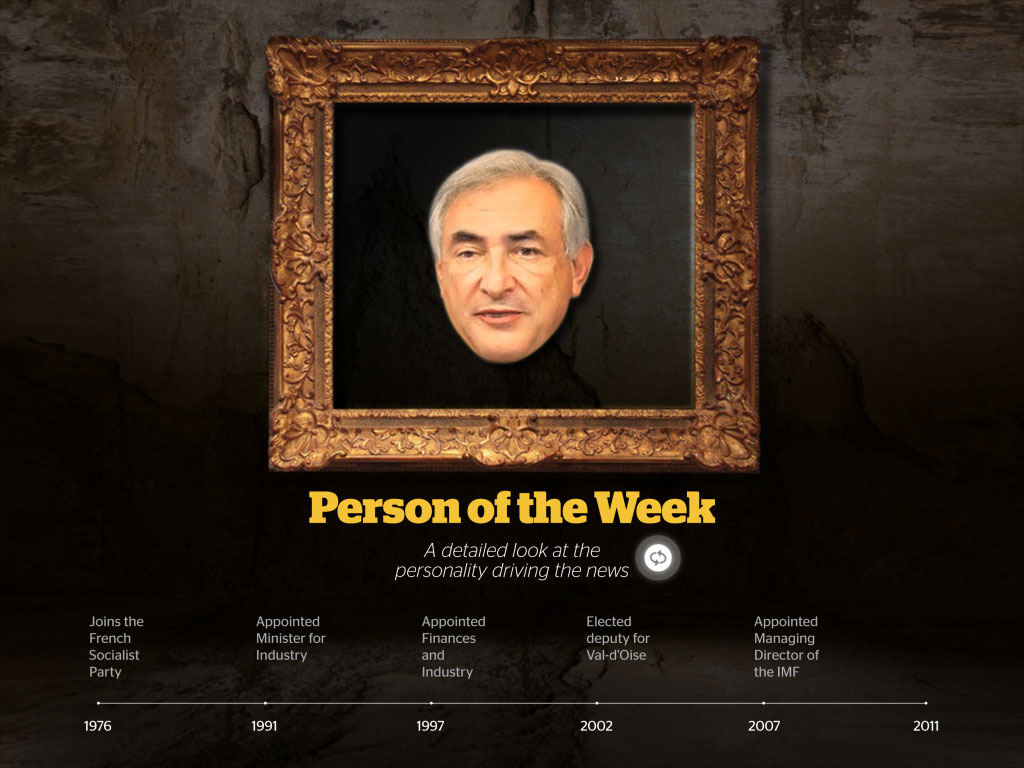 Person of the Week
A detailed look at the
personality driving the news
Joins the
French
Socialist
Party
Appointed
Minister for
Industry
Appointed
Finances
and
Industry
Elected
deputy for
Val-d'Oise
Appointed
Managing
Director of
the IMF
1976
1991
1997
2002
2007
2011